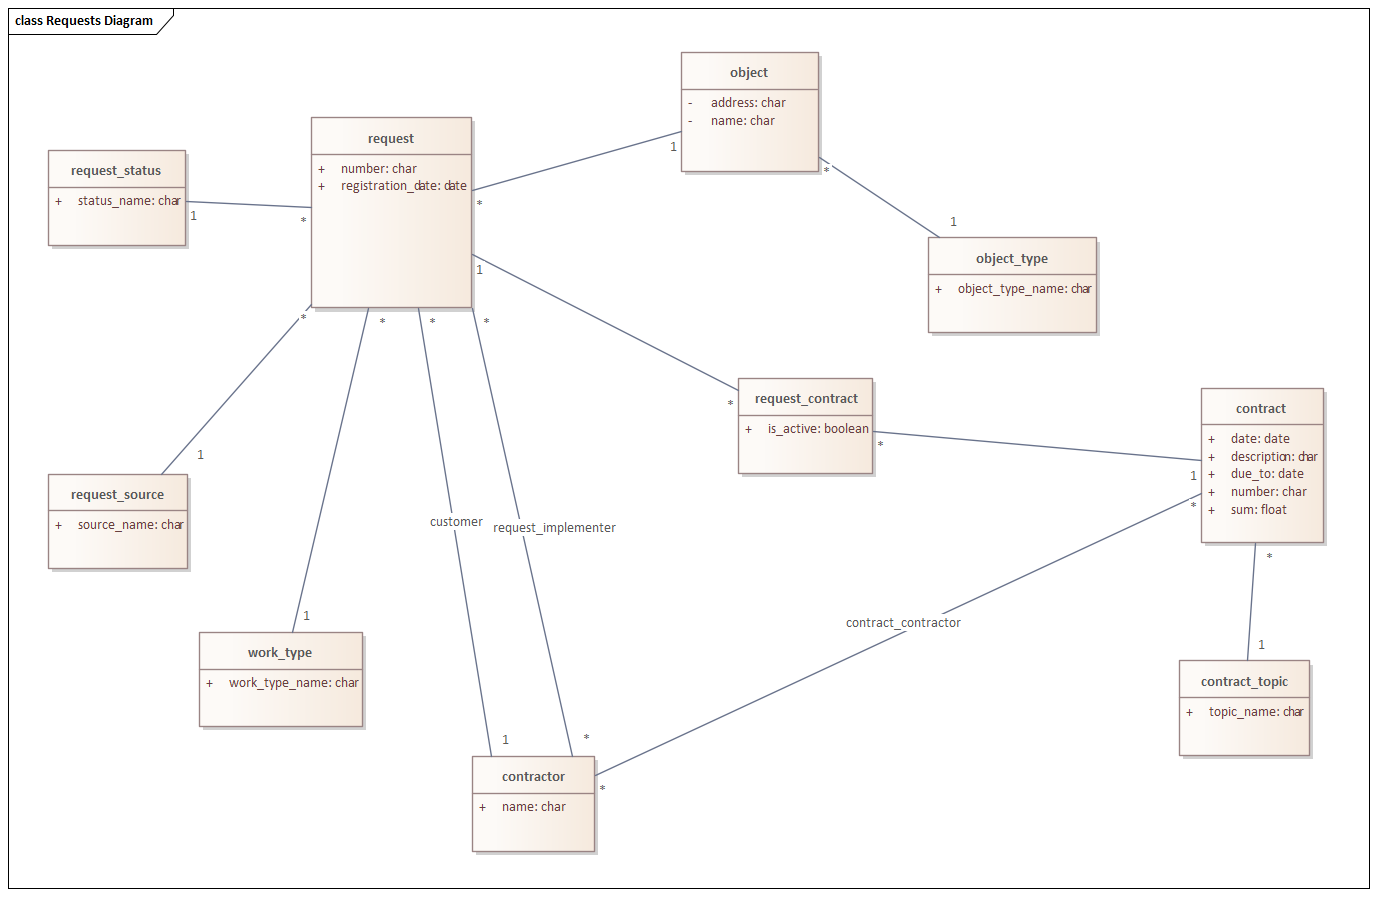 class Requests Diagram
object
- address: char
- name: char
request
+ number: char
+ registration_date: date
request_status
+ status_name: char
1
*
1
*
*
1
object_type
+ object_type_name: char
1
*
request_contract
+ is_active: boolean
*
contract
+ date: date
+ description: char
+ due_to: date
+ number: char
+ sum: float
1
*
*
*
*
*
1
request_source
+ source_name: char
customer
request_implementer
*
1
work_type
+ work_type_name: char
contract_contractor
1
contract_topic
+ topic_name: char
1
*
contractor
+ name: char
*